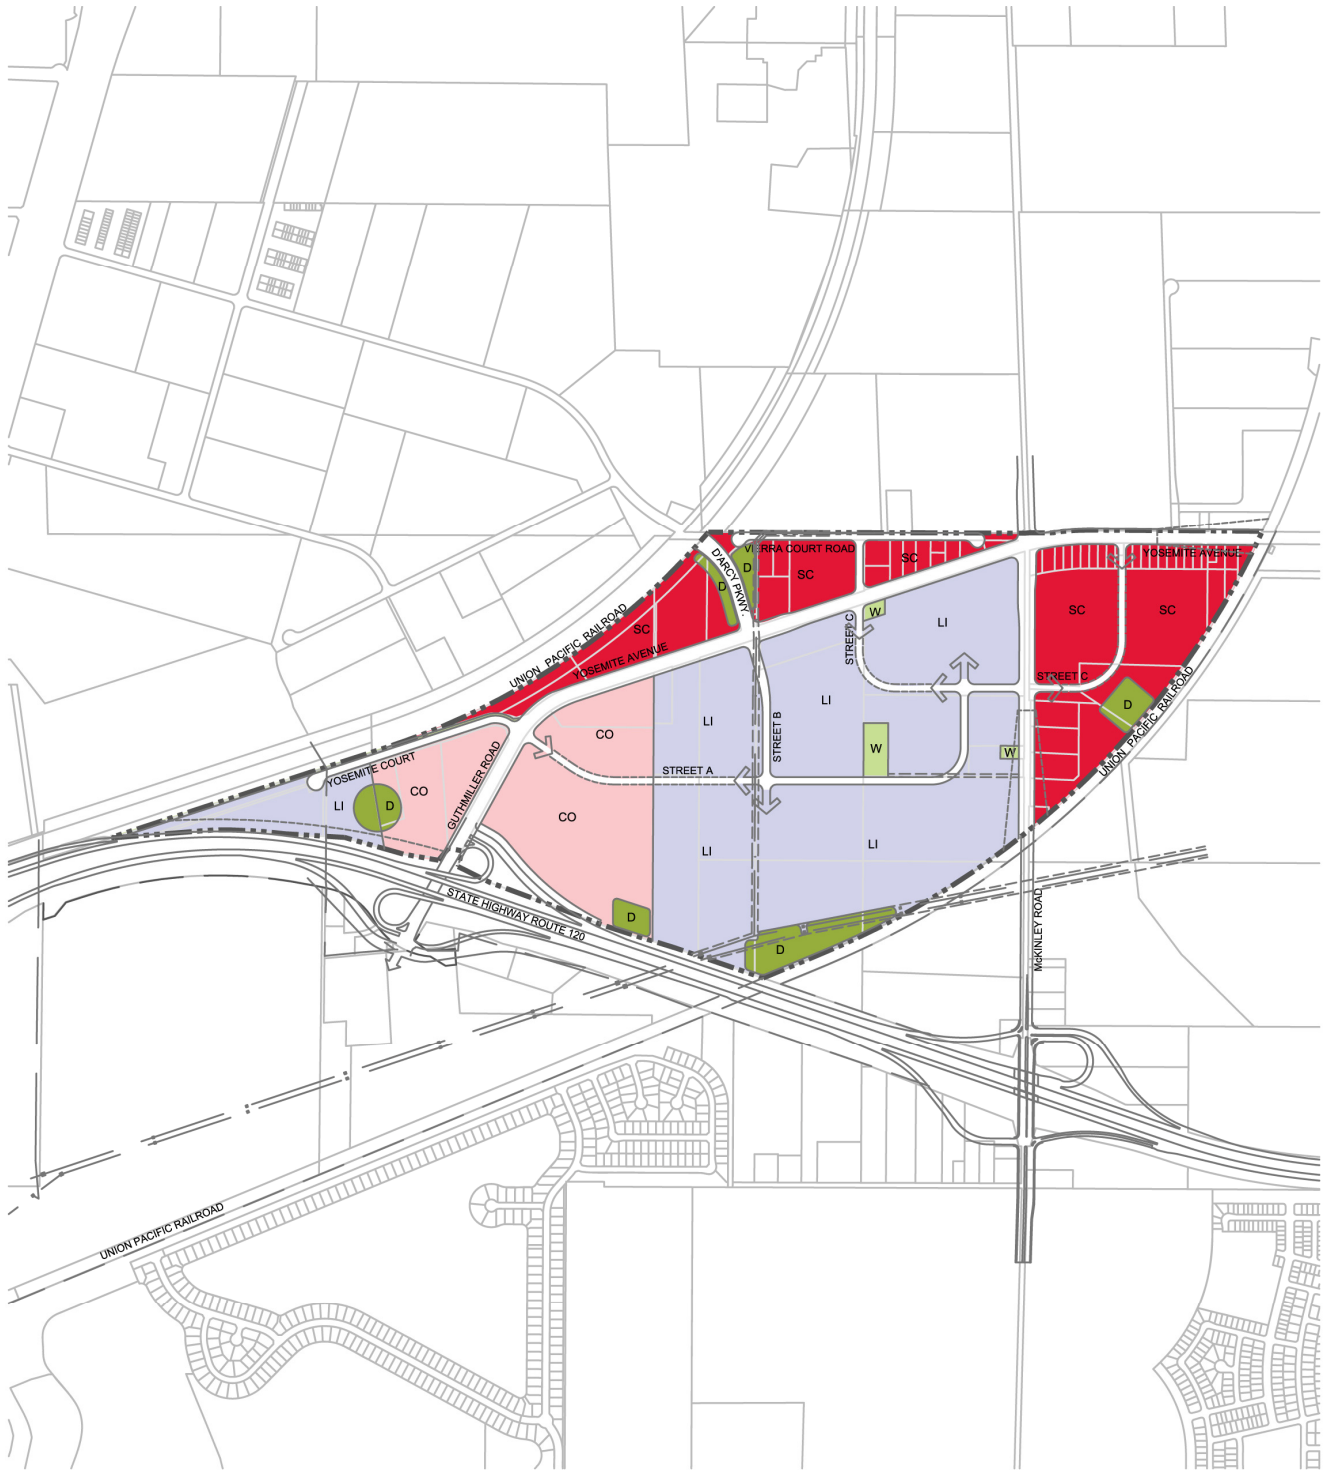 VIERRA COURT ROAD
YOSEMITE AVENUE
D'ARCY PKWY.
SC
SC
D
D
SC
SC
W
UNION PACIFIC RAILROAD
SC
LI
STREET C
YOSEMITE AVENUE
STREET C
LI
D
LI
STREET B
CO
W
W
UNION PACIFIC RAILROAD
YOSEMITE COURT
STREET A
GUTHMILLER ROAD
LI
D
CO
CO
LI
LI
STATE HIGHWAY ROUTE 120
D
D
McKINLEY ROAD
UNION PACIFIC RAILROAD